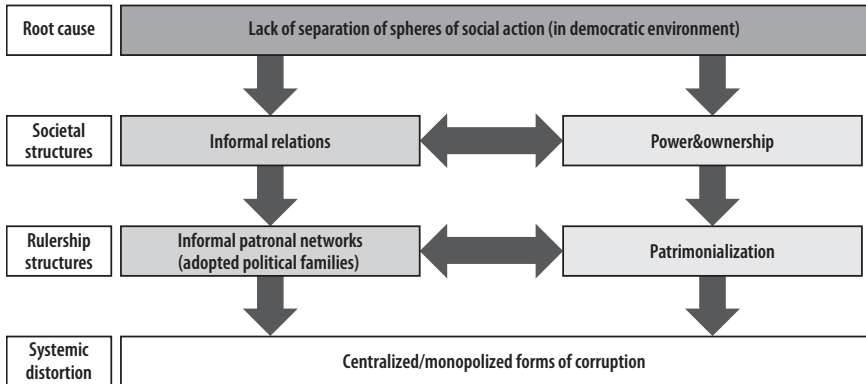 Root cause
Lack of separation of spheres of social action (in democratic environment)
Societal
structures
Informal relations
Power&ownership
Rulership
structures
Informal patronal networks
(adopted political families)
Patrimonialization
Systemic
distortion
Centralized/monopolized forms of corruption